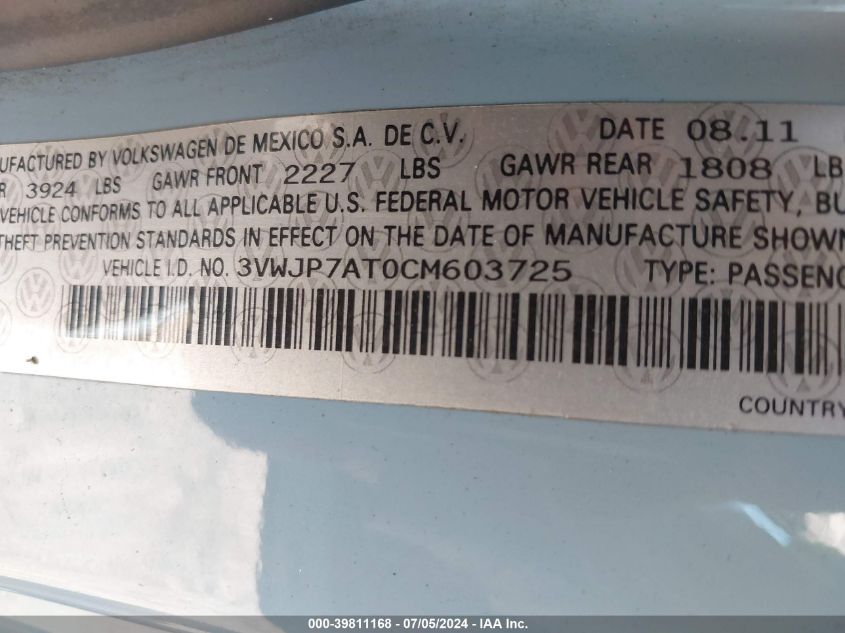 UFACTURED BY VOLKSWAGEN DE MEXICO S.A. DE C.V. DATE 08.11
R 3924 LBS GAWR FRONT 2227 LBS GAWR REAR 1808 LB
VEHICLE CONFORMS TO ALL APPLICABLE U.S. FEDERAL MOTOR VEHICLE SAFETY, BU
THEFT PREVENTION STANDARDS IN EFFECT ON THE DATE OF MANUFACTURE SHOWN
VEHICLE I.D. NO. 3VWJP7AT0CM603725 TYPE: PASSENG
COUNTRY
000-39811168 - 07/05/2024 - IAA Inc.